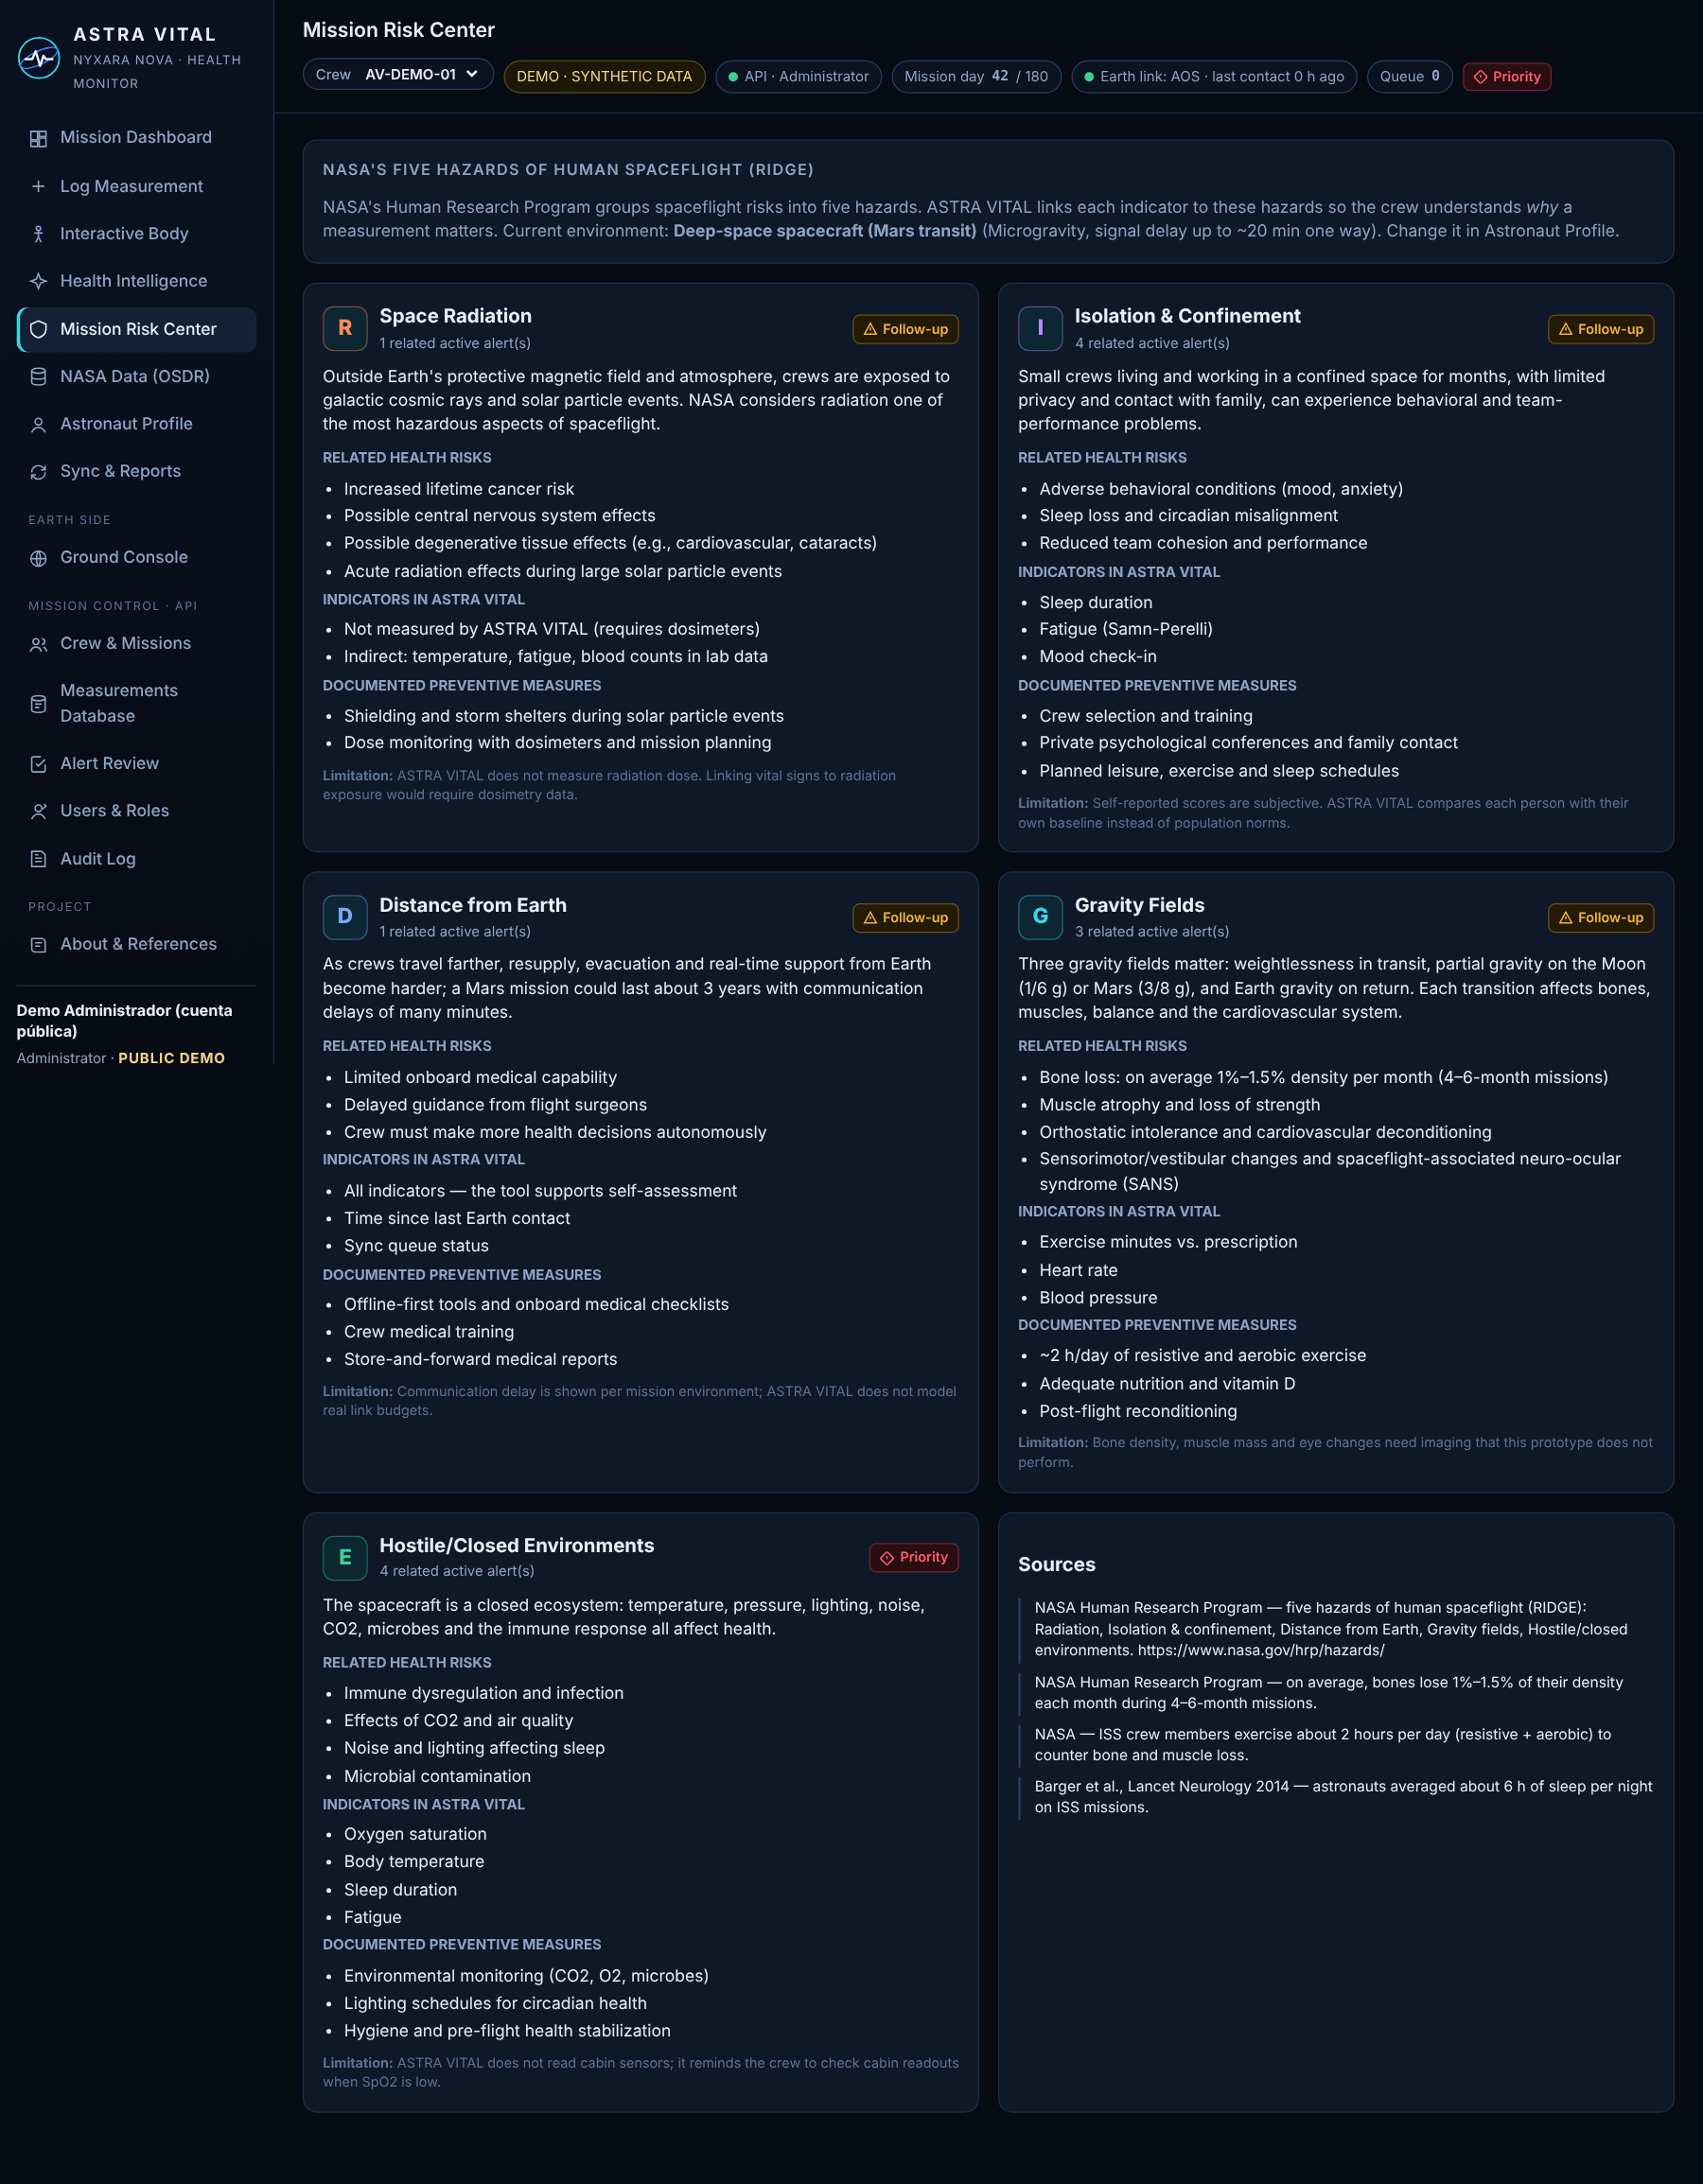 ASTRA VITAL
NYXARA NOVA · HEALTH
MONITOR
Mission Dashboard
Log Measurement
Interactive Body
Health Intelligence
Mission Risk Center
NASA Data (OSDR)
Astronaut Profile
Sync & Reports
EARTH SIDE
Ground Console
MISSION CONTROL · API
Crew & Missions
Measurements
Database
Alert Review
Users & Roles
Audit Log
PROJECT
About & References
Demo Administrador (cuenta
pública)
Administrator · PUBLIC DEMO
Mission Risk Center
Crew AV-DEMO-01
DEMO · SYNTHETIC DATA
API · Administrator
Mission day 42 / 180
Earth link: AOS · last contact 0 h ago
Queue 0
Priority
NASA'S FIVE HAZARDS OF HUMAN SPACEFLIGHT (RIDGE)
NASA's Human Research Program groups spaceflight risks into five hazards. ASTRA VITAL links each indicator to these hazards so the crew understands why a
measurement matters. Current environment: Deep-space spacecraft (Mars transit) (Microgravity, signal delay up to ~20 min one way). Change it in Astronaut Profile.
R
Space Radiation
1 related active alert(s)
Follow-up
Outside Earth's protective magnetic field and atmosphere, crews are exposed to
galactic cosmic rays and solar particle events. NASA considers radiation one of
the most hazardous aspects of spaceflight.
RELATED HEALTH RISKS
• Increased lifetime cancer risk
• Possible central nervous system effects
• Possible degenerative tissue effects (e.g., cardiovascular, cataracts)
• Acute radiation effects during large solar particle events
INDICATORS IN ASTRA VITAL
• Not measured by ASTRA VITAL (requires dosimeters)
• Indirect: temperature, fatigue, blood counts in lab data
DOCUMENTED PREVENTIVE MEASURES
• Shielding and storm shelters during solar particle events
• Dose monitoring with dosimeters and mission planning
Limitation: ASTRA VITAL does not measure radiation dose. Linking vital signs to radiation
exposure would require dosimetry data.
I
Isolation & Confinement
4 related active alert(s)
Follow-up
Small crews living and working in a confined space for months, with limited
privacy and contact with family, can experience behavioral and team-
performance problems.
RELATED HEALTH RISKS
• Adverse behavioral conditions (mood, anxiety)
• Sleep loss and circadian misalignment
• Reduced team cohesion and performance
INDICATORS IN ASTRA VITAL
• Sleep duration
• Fatigue (Samn-Perelli)
• Mood check-in
DOCUMENTED PREVENTIVE MEASURES
• Crew selection and training
• Private psychological conferences and family contact
• Planned leisure, exercise and sleep schedules
Limitation: Self-reported scores are subjective. ASTRA VITAL compares each person with their
own baseline instead of population norms.
D
Distance from Earth
1 related active alert(s)
Follow-up
As crews travel farther, resupply, evacuation and real-time support from Earth
become harder; a Mars mission could last about 3 years with communication
delays of many minutes.
RELATED HEALTH RISKS
• Limited onboard medical capability
• Delayed guidance from flight surgeons
• Crew must make more health decisions autonomously
INDICATORS IN ASTRA VITAL
• All indicators — the tool supports self-assessment
• Time since last Earth contact
• Sync queue status
DOCUMENTED PREVENTIVE MEASURES
• Offline-first tools and onboard medical checklists
• Crew medical training
• Store-and-forward medical reports
Limitation: Communication delay is shown per mission environment; ASTRA VITAL does not model
real link budgets.
G
Gravity Fields
3 related active alert(s)
Follow-up
Three gravity fields matter: weightlessness in transit, partial gravity on the Moon
(1/6 g) or Mars (3/8 g), and Earth gravity on return. Each transition affects bones,
muscles, balance and the cardiovascular system.
RELATED HEALTH RISKS
• Bone loss: on average 1%–1.5% density per month (4–6-month missions)
• Muscle atrophy and loss of strength
• Orthostatic intolerance and cardiovascular deconditioning
• Sensorimotor/vestibular changes and spaceflight-associated neuro-ocular
syndrome (SANS)
INDICATORS IN ASTRA VITAL
• Exercise minutes vs. prescription
• Heart rate
• Blood pressure
DOCUMENTED PREVENTIVE MEASURES
• ~2 h/day of resistive and aerobic exercise
• Adequate nutrition and vitamin D
• Post-flight reconditioning
Limitation: Bone density, muscle mass and eye changes need imaging that this prototype does not
perform.
E
Hostile/Closed Environments
4 related active alert(s)
Priority
The spacecraft is a closed ecosystem: temperature, pressure, lighting, noise,
CO2, microbes and the immune response all affect health.
RELATED HEALTH RISKS
• Immune dysregulation and infection
• Effects of CO2 and air quality
• Noise and lighting affecting sleep
• Microbial contamination
INDICATORS IN ASTRA VITAL
• Oxygen saturation
• Body temperature
• Sleep duration
• Fatigue
DOCUMENTED PREVENTIVE MEASURES
• Environmental monitoring (CO2, O2, microbes)
• Lighting schedules for circadian health
• Hygiene and pre-flight health stabilization
Limitation: ASTRA VITAL does not read cabin sensors; it reminds the crew to check cabin readouts
when SpO2 is low.
Sources
NASA Human Research Program — five hazards of human spaceflight (RIDGE):
Radiation, Isolation & confinement, Distance from Earth, Gravity fields, Hostile/closed
environments. https://www.nasa.gov/hrp/hazards/
NASA Human Research Program — on average, bones lose 1%–1.5% of their density
each month during 4–6-month missions.
NASA — ISS crew members exercise about 2 hours per day (resistive + aerobic) to
counter bone and muscle loss.
Barger et al., Lancet Neurology 2014 — astronauts averaged about 6 h of sleep per night
on ISS missions.